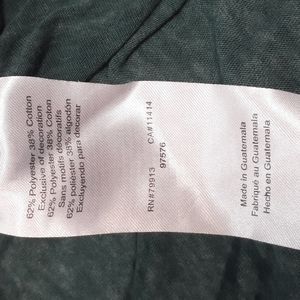 62% Polyester 38% Cotton
Exclusive of decoration
62% Polyester 38% Coton
Sans motifs décoratifs
62% poliéster 38% algodón
Excluyendo para decorar
RN#79913 CA#11414
97576
Made in Guatemala
Fabriqué au Guatemala
Hecho en Guatemala